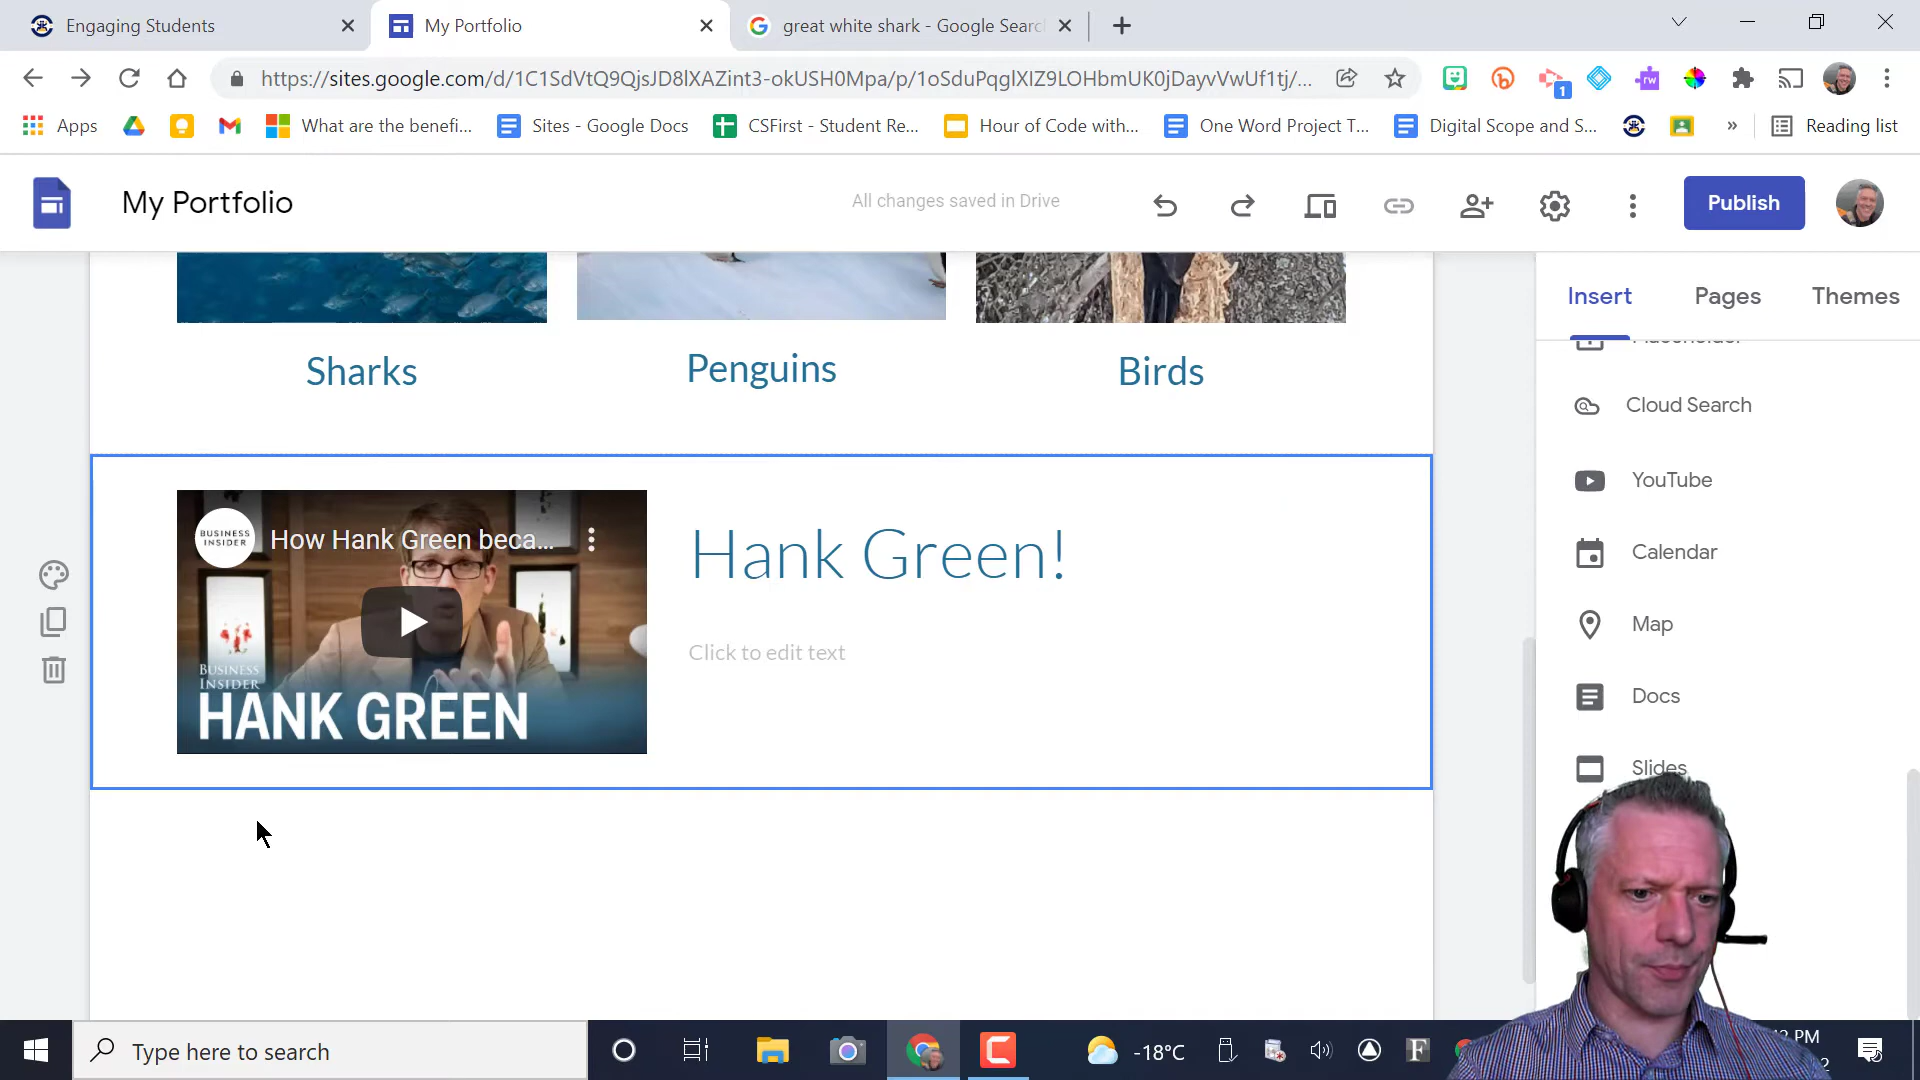 Engaging Students
My Portfolio
great white shark - Google Searc
https://sites.google.com/d/1C1SdVtQ9QjsJD8lXAZint3-okUSH0Mpa/p/1oSduPqglXIZ9LOHbmUK0jDayvVwUf1tj/...
1
Apps
What are the benefi...
Sites - Google Docs
CSFirst - Student Re...
Hour of Code with...
One Word Project T...
Digital Scope and S...
»
Reading list
My Portfolio
All changes saved in Drive
Publish
Insert
Pages
Themes
Sharks
Penguins
Birds
Cloud Search
YouTube
Calendar
Map
Docs
Slides
BUSINESS
INSIDER
How Hank Green beca...
BUSINESS
INSIDER
HANK GREEN
Hank Green!
Click to edit text
Type here to search
-18°C
PM